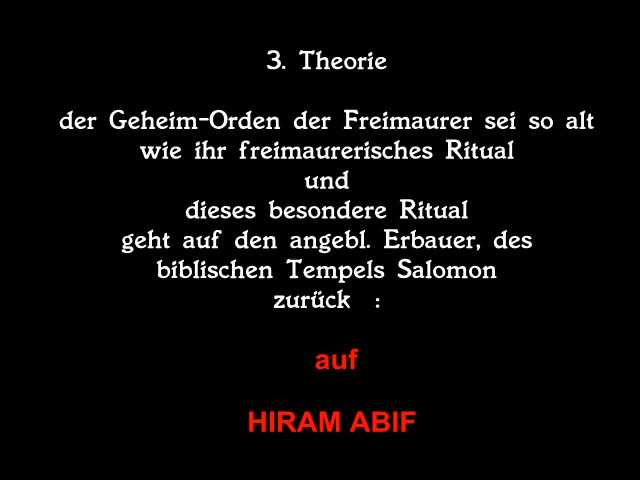 3. Theorie
der Geheim-Orden der Freimaurer sei so alt
wie ihr freimaurerisches Ritual
und
dieses besondere Ritual
geht auf den angebl. Erbauer, des
biblischen Tempels Salomon
zurück :
auf
HIRAM ABIF